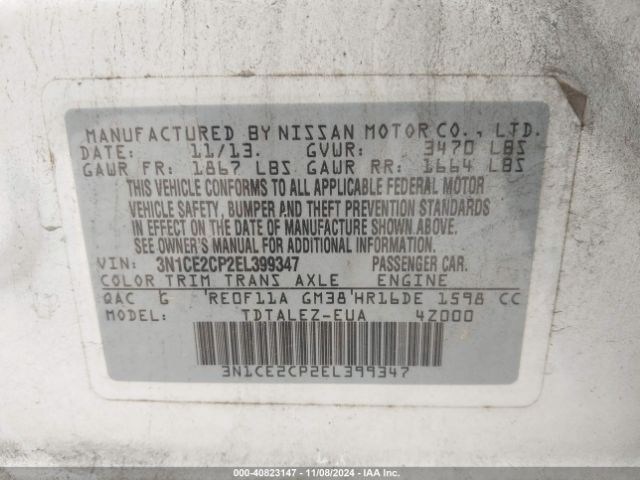 MANUFACTURED BY NISSAN MOTOR CO., LTD.
DATE: 11/13. GVWR: 3470 LBS
GAWR FR: 1867 LBS GAWR RR: 1664 LBS
THIS VEHICLE CONFORMS TO ALL APPLICABLE FEDERAL MOTOR
VEHICLE SAFETY, BUMPER AND THEFT PREVENTION STANDARDS
IN EFFECT ON THE DATE OF MANUFACTURE SHOWN ABOVE.
SEE OWNER'S MANUAL FOR ADDITIONAL INFORMATION.
VIN: 3N1CE2CP2EL399347 PASSENGER CAR.
COLOR TRIM TRANS AXLE ENGINE
QAC G 'RE0F11A GM38'HR16DE 1598 CC
MODEL: TDTALEZ-EUA 4Z000
3N1CE2CP2EL399347
000-40823147 - 11/08/2024 - IAA Inc.